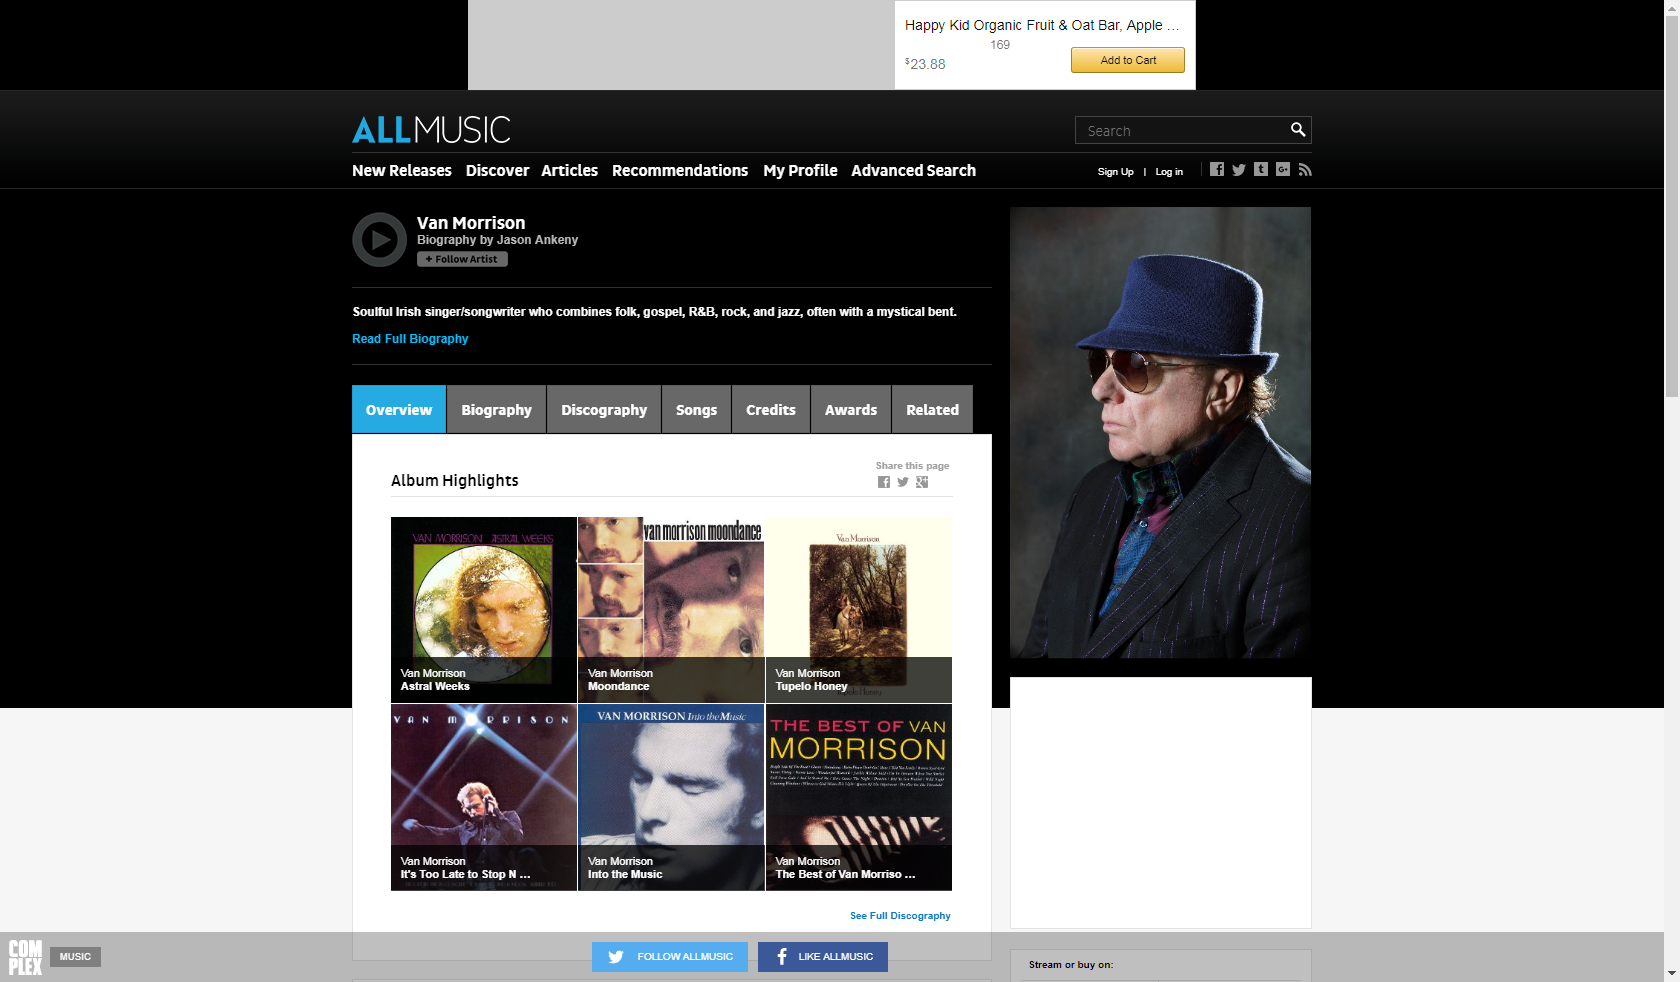 Happy Kid Organic Fruit & Oat Bar, Apple ...
169
$23.88
Add to Cart
ALLMUSIC
Search
New Releases Discover Articles Recommendations My Profile Advanced Search
Sign Up | Log in
Van Morrison
Biography by Jason Ankeny
+ Follow Artist
Soulful Irish singer/songwriter who combines folk, gospel, R&B, rock, and jazz, often with a mystical bent.
Read Full Biography
Overview Biography Discography Songs Credits Awards Related
Share this page
Album Highlights
VAN MORRISON ASTRAL WEEKS
van morrison moondance
Van Morrison
Tupelo Honey
Van Morrison
Astral Weeks
Van Morrison
Moondance
Van Morrison
Tupelo Honey
VAN MORRISON
VAN MORRISON Into the Music
THE BEST OF VAN
MORRISON
Van Morrison
It's Too Late to Stop N ...
Van Morrison
Into the Music
Van Morrison
The Best of Van Morriso ...
See Full Discography
COM
PLEX
MUSIC
FOLLOW ALLMUSIC
LIKE ALLMUSIC
Stream or buy on: